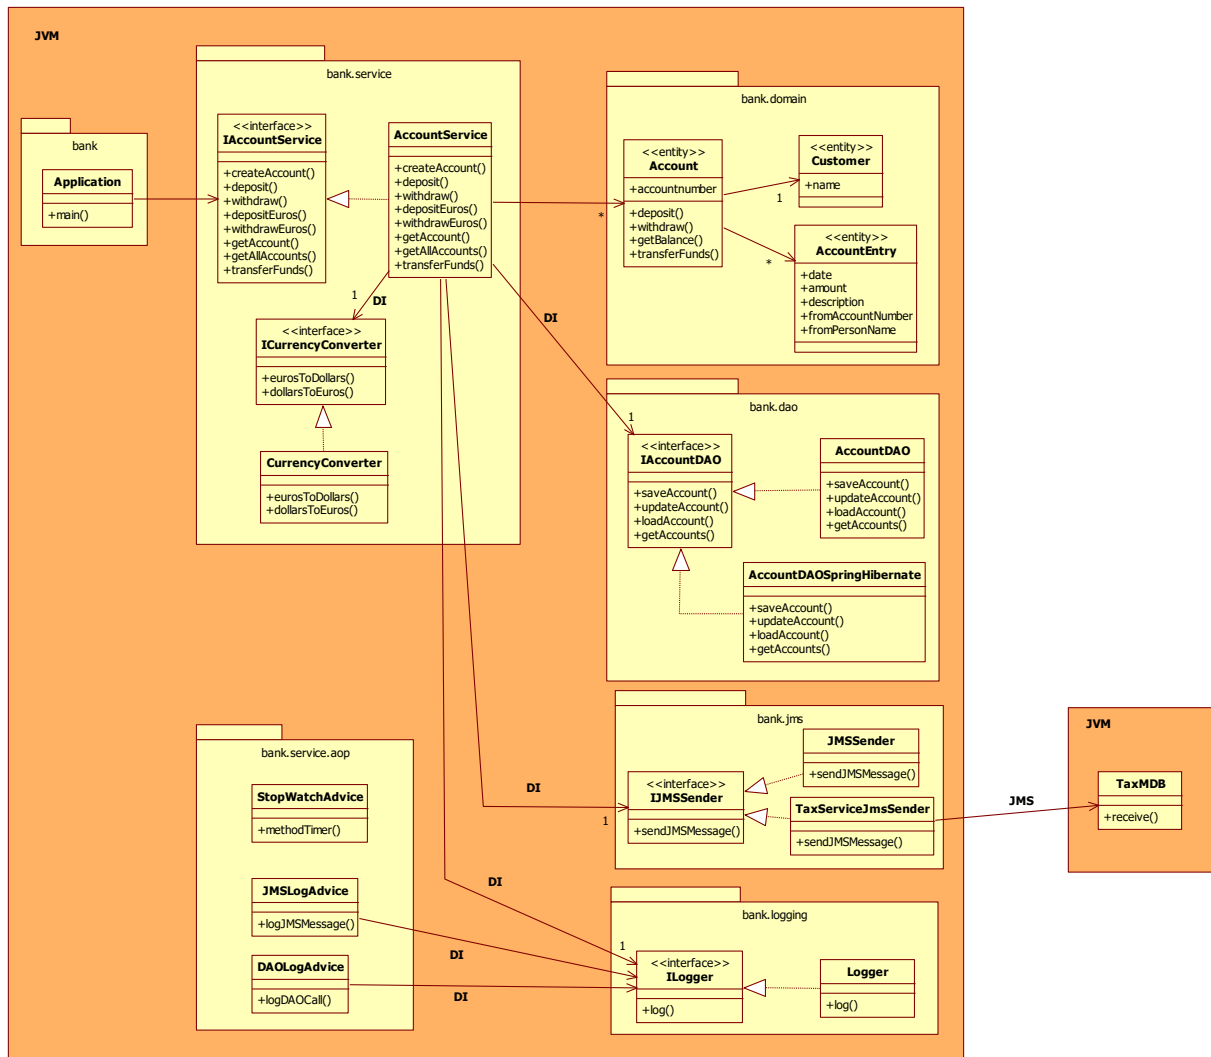 JVM
bank
Application
+main()
bank.service
<<interface>>
IAccountService
+createAccount()
+deposit()
+withdraw()
+depositEuros()
+withdrawEuros()
+getAccount()
+getAllAccounts()
+transferFunds()
AccountService
+createAccount()
+deposit()
+withdraw()
+depositEuros()
+withdrawEuros()
+getAccount()
+getAllAccounts()
+transferFunds()
1
DI
<<interface>>
ICurrencyConverter
+eurosToDollars()
+dollarsToEuros()
CurrencyConverter
+eurosToDollars()
+dollarsToEuros()
bank.domain
*
<<entity>>
Account
+accountnumber
+deposit()
+withdraw()
+getBalance()
+transferFunds()
1
<<entity>>
Customer
+name
*
<<entity>>
AccountEntry
+date
+amount
+description
+fromAccountNumber
+fromPersonName
DI
1
bank.dao
<<interface>>
IAccountDAO
+saveAccount()
+updateAccount()
+loadAccount()
+getAccounts()
AccountDAO
+saveAccount()
+updateAccount()
+loadAccount()
+getAccounts()
AccountDAOSpringHibernate
+saveAccount()
+updateAccount()
+loadAccount()
+getAccounts()
bank.jms
DI
1
<<interface>>
IJMSSender
+sendJMSMessage()
JMSSender
+sendJMSMessage()
TaxServiceJmsSender
+sendJMSMessage()
JMS
JVM
TaxMDB
+receive()
bank.service.aop
StopWatchAdvice
+methodTimer()
JMSLogAdvice
+logJMSMessage()
DAOLogAdvice
+logDAOCall()
DI
DI
DI
1
bank.logging
<<interface>>
ILogger
+log()
Logger
+log()